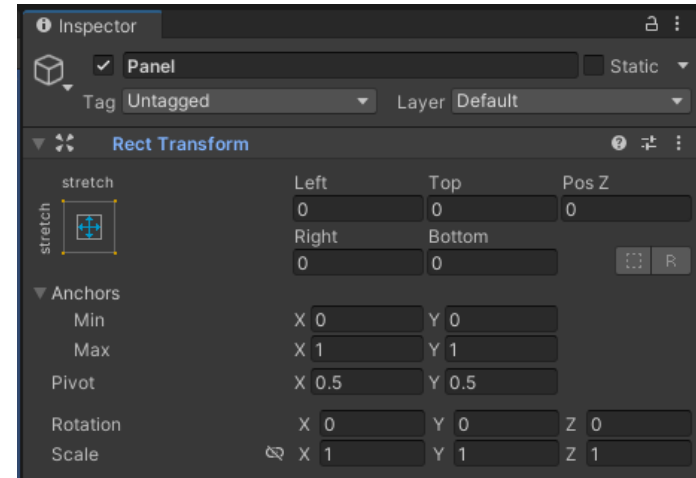 Inspector
Panel
Static
Tag Untagged Layer Default
Rect Transform
stretch
stretch
Left Top Pos Z
0 0 0
Right Bottom
0 0 R
Anchors
Min X 0 Y 0
Max X 1 Y 1
Pivot X 0.5 Y 0.5
Rotation X 0 Y 0 Z 0
Scale X 1 Y 1 Z 1